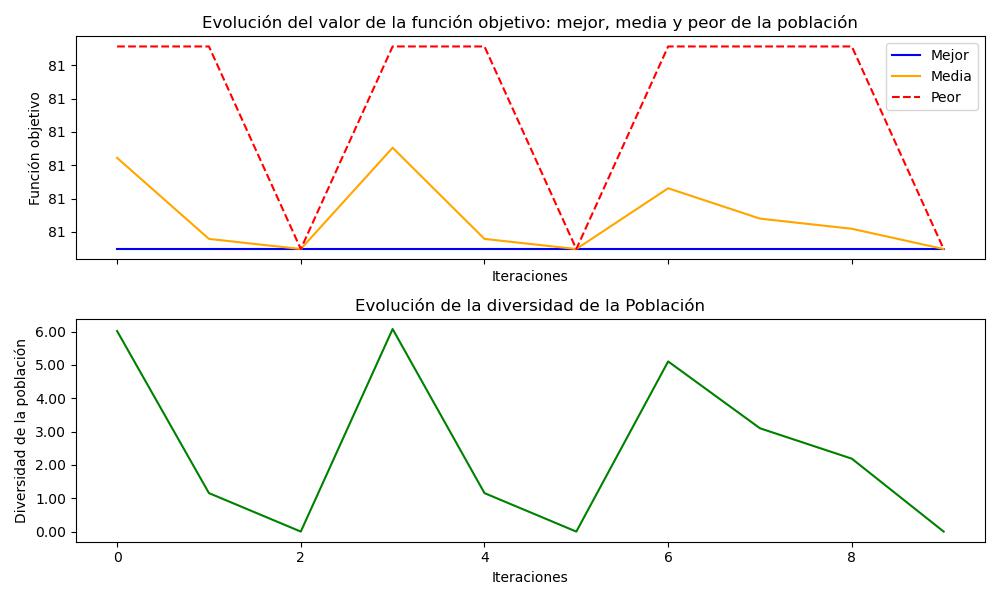 Evolución del valor de la función objetivo: mejor, media y peor de la población
Función objetivo
81
81
81
81
81
81
Mejor
Media
Peor
Iteraciones
Evolución de la diversidad de la Población
Diversidad de la población
6.00
5.00
4.00
3.00
2.00
1.00
0.00
0 2 4 6 8
Iteraciones